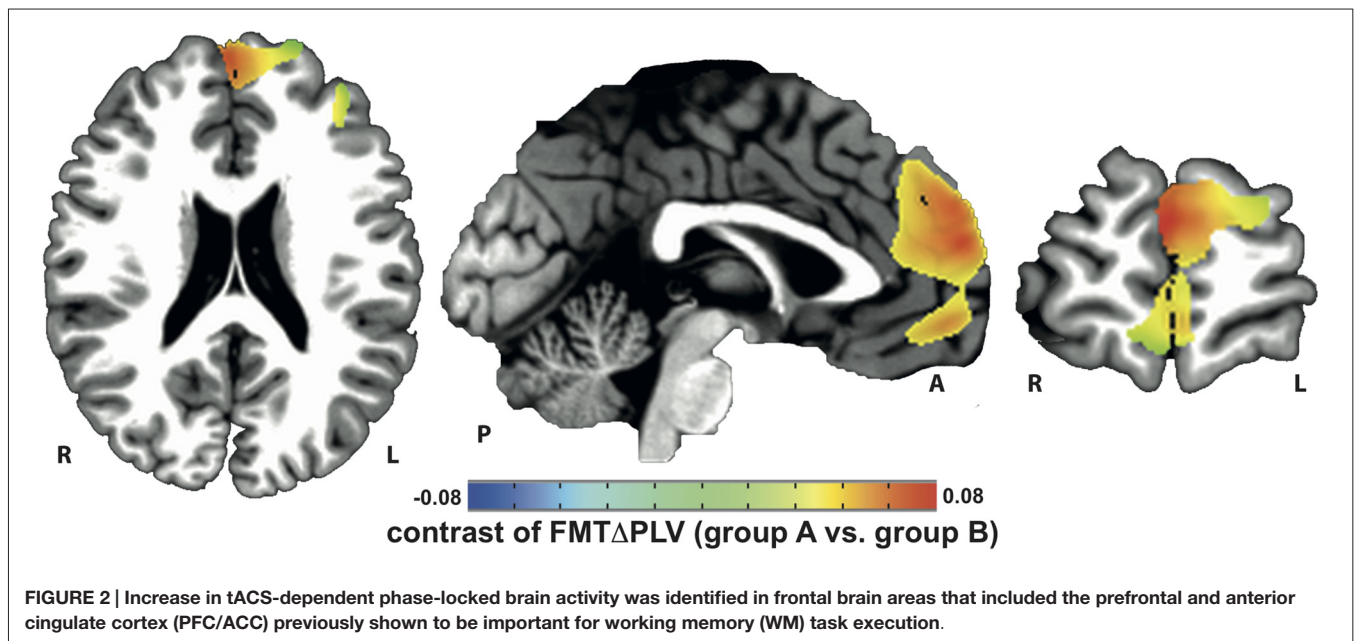 A
R
L
P
R
L
-0.08
0.08
contrast of FMTΔPLV (group A vs. group B)
FIGURE 2 | Increase in tACS-dependent phase-locked brain activity was identified in frontal brain areas that included the prefrontal and anterior
cingulate cortex (PFC/ACC) previously shown to be important for working memory (WM) task execution.